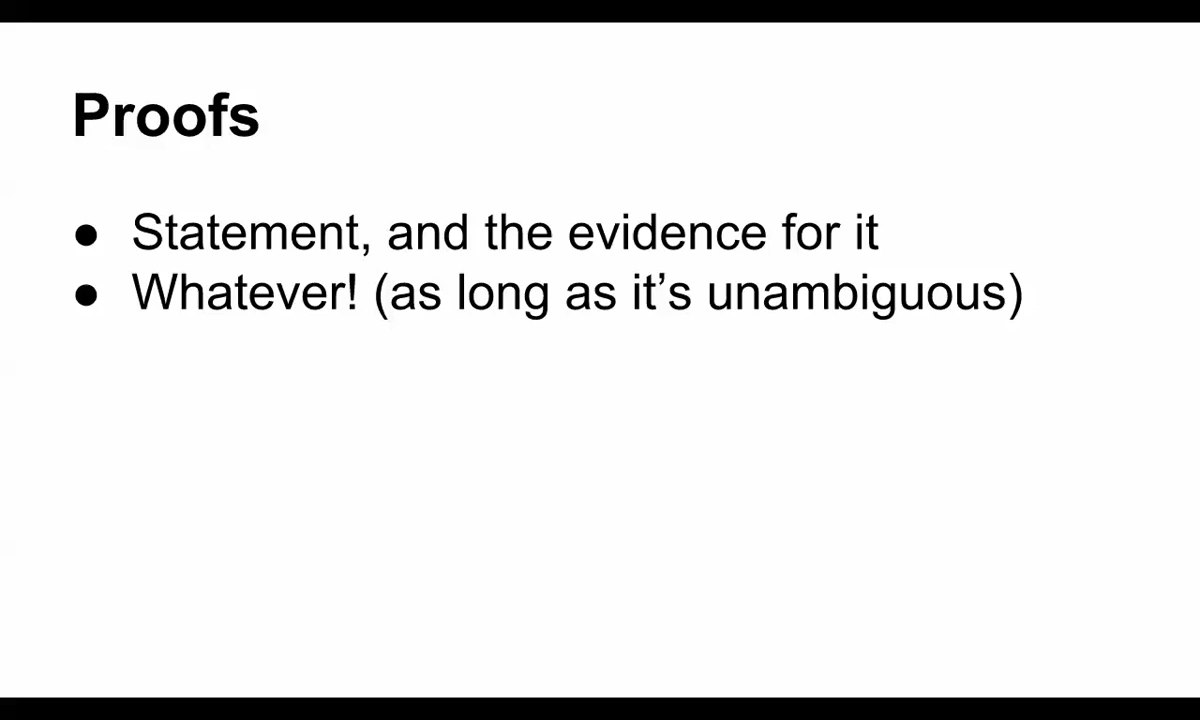 Proofs
● Statement, and the evidence for it
● Whatever! (as long as it’s unambiguous)